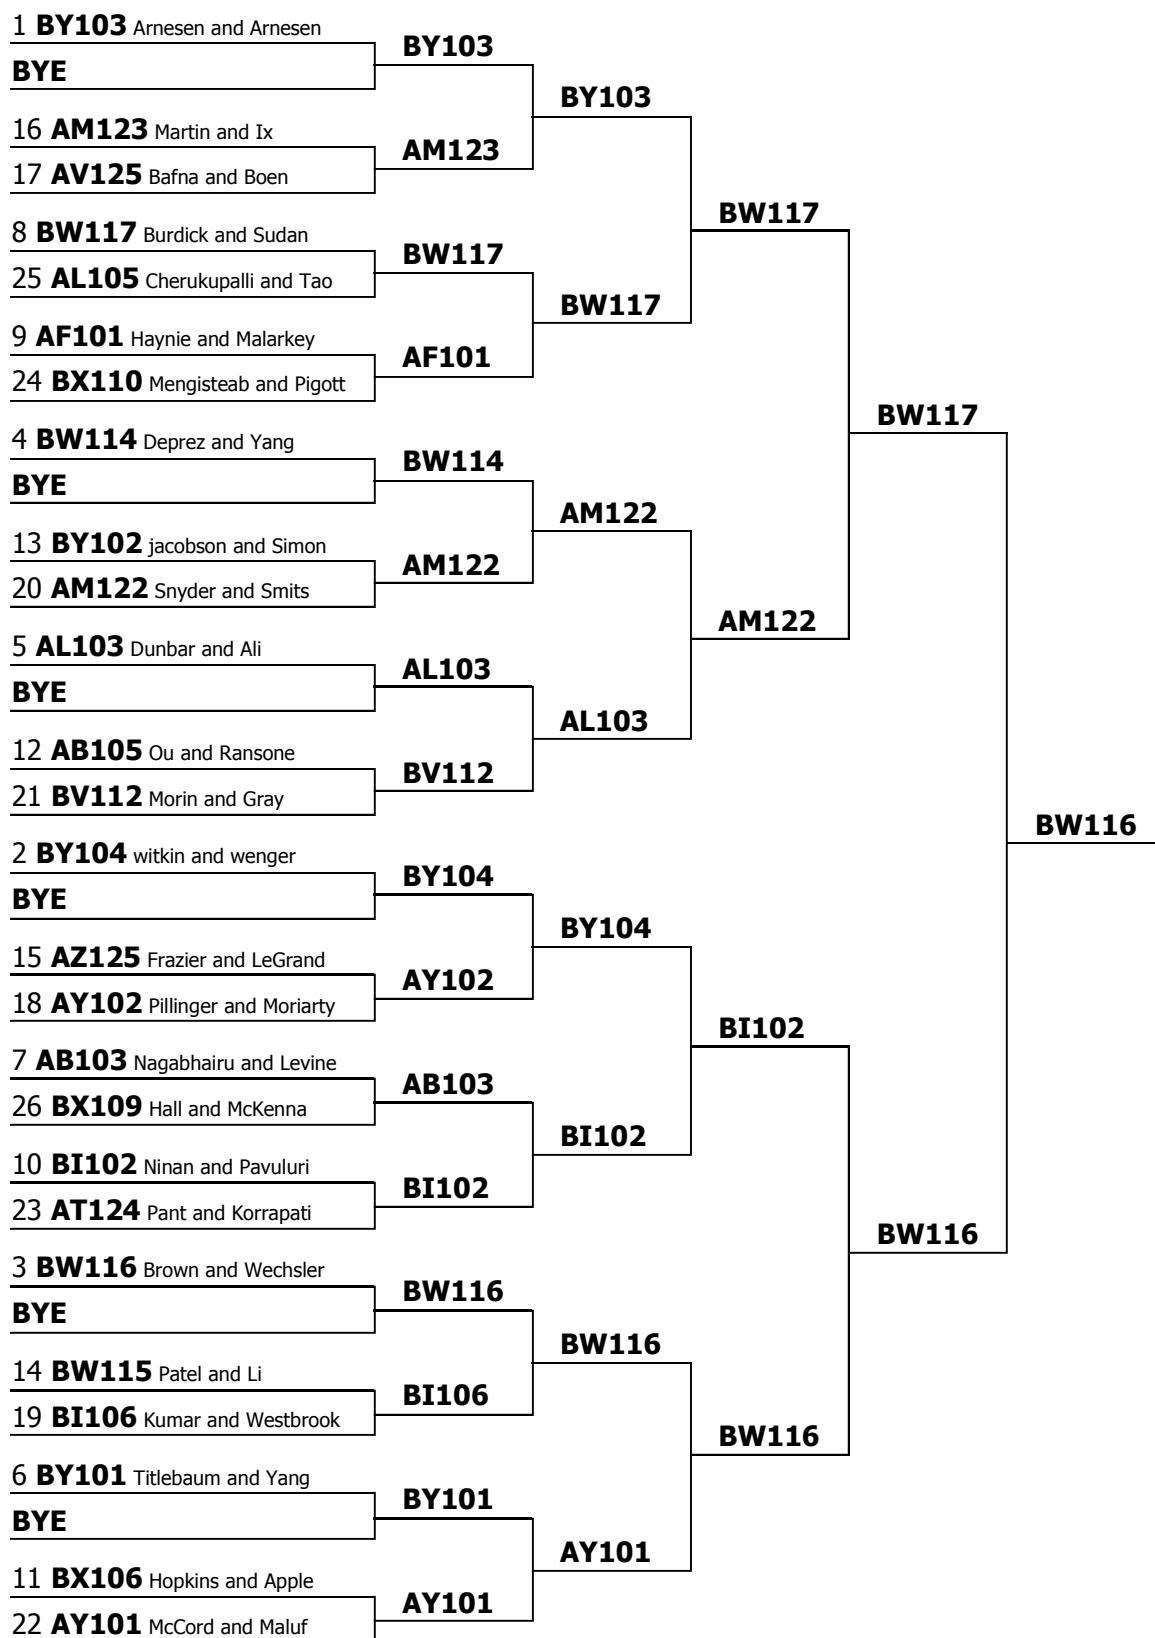 1 BY103 Arnesen and Arnesen
BYE
16 AM123 Martin and Ix
17 AV125 Bafna and Boen
8 BW117 Burdick and Sudan
25 AL105 Cherukupalli and Tao
9 AF101 Haynie and Malarkey
24 BX110 Mengisteab and Pigott
4 BW114 Deprez and Yang
BYE
13 BY102 jacobson and Simon
20 AM122 Snyder and Smits
5 AL103 Dunbar and Ali
BYE
12 AB105 Ou and Ransone
21 BV112 Morin and Gray
2 BY104 witkin and wenger
BYE
15 AZ125 Frazier and LeGrand
18 AY102 Pillinger and Moriarty
7 AB103 Nagabhairu and Levine
26 BX109 Hall and McKenna
10 BI102 Ninan and Pavuluri
23 AT124 Pant and Korrapati
3 BW116 Brown and Wechsler
BYE
14 BW115 Patel and Li
19 BI106 Kumar and Westbrook
6 BY101 Titlebaum and Yang
BYE
11 BX106 Hopkins and Apple
22 AY101 McCord and Maluf
BY103
AM123
BW117
AF101
BW114
AM122
AL103
BV112
BY104
AY102
AB103
BI102
BW116
BI106
BY101
AY101
BY103
BW117
AM122
AL103
BY104
BI102
BW116
AY101
BW117
AM122
BI102
BW116
BW117
BW116
BW116